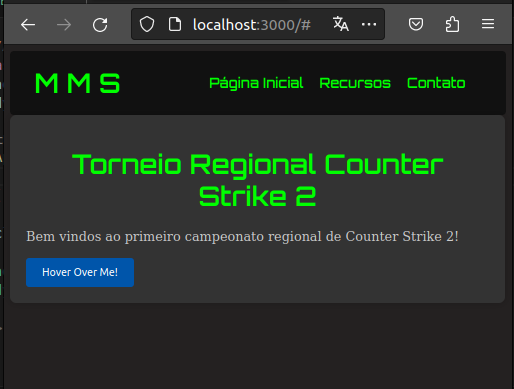 localhost:3000/#
M M S Página Inicial Recursos Contato
Torneio Regional Counter
Strike 2
Bem vindos ao primeiro campeonato regional de Counter Strike 2!
Hover Over Me!